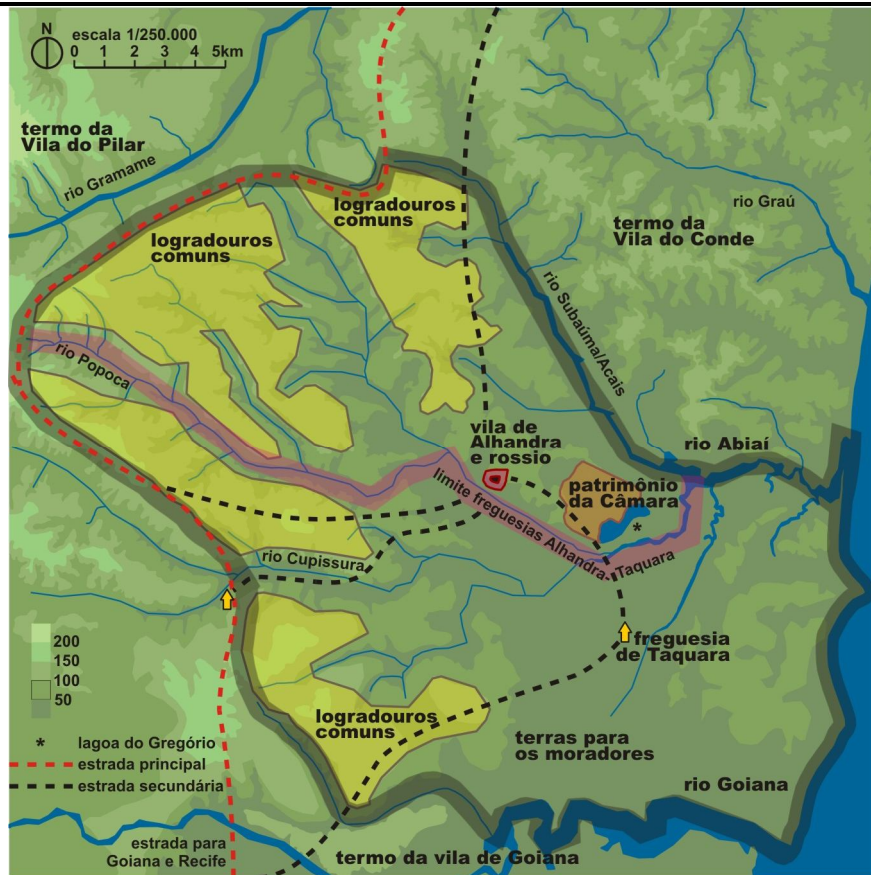 N
escala 1/250.000
0 1 2 3 4 5km
termo da
Vila do Pilar
rio Gramame
logradouros
comuns
logradouros
comuns
termo da
Vila do Conde
rio Graú
rio Subaúma/Acais
rio Popoca
vila de
Alhandra
e rossio
rio Abiaí
patrimônio
da Câmara
*
limite freguesias Alhandra-Taquara
rio Cupissura
freguesia
de Taquara
200
150
100
50
logradouros
comuns
terras para
os moradores
* lagoa do Gregório
estrada principal
estrada secundária
rio Goiana
estrada para
Goiana e Recife
termo da vila de Goiana